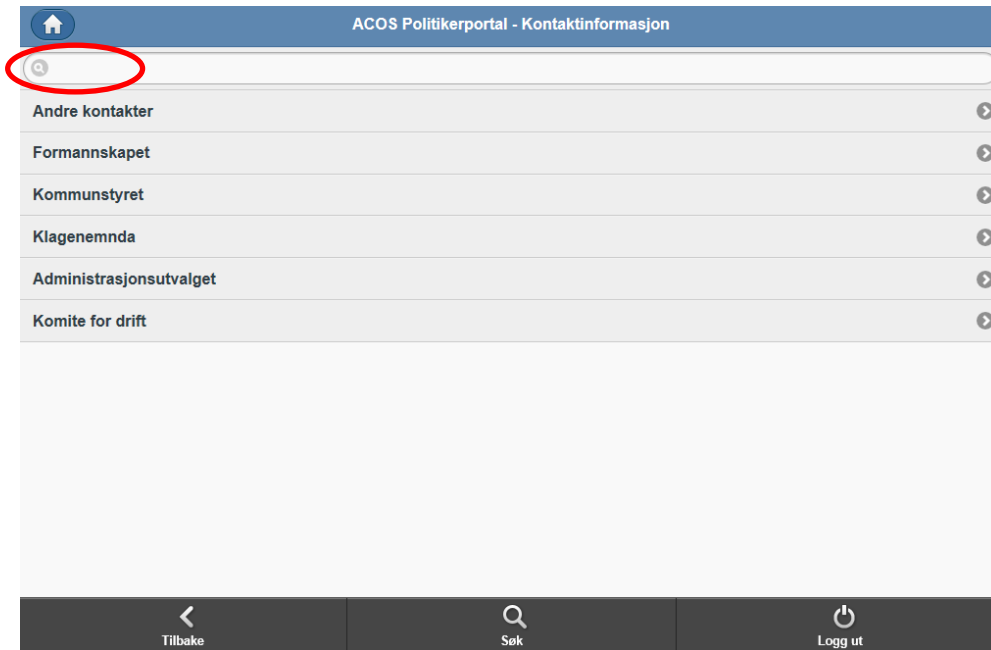 ACOS Politikerportal - Kontaktinformasjon
Andre kontakter
Formannskapet
Kommunstyret
Klagenemnda
Administrasjonsutvalget
Komite for drift
Tilbake
Søk
Logg ut